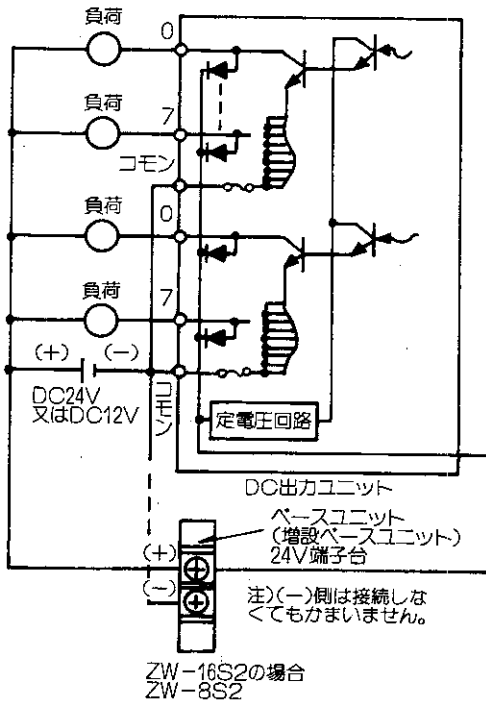 負荷
0
負荷
7
コモン
負荷
0
負荷
7
(+)
(−)
DC24V
又はDC12V
コモン
定電圧回路
DC出力ユニット
ベースユニット
(増設ベースユニット)
24V端子台
(+)
(−)
注)(−)側は接続しな
くてもかまいません。
ZW-16S2の場合
ZW-8S2